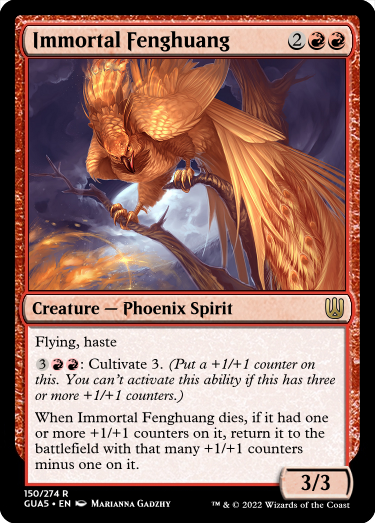 Immortal Fenghuang 2
Creature — Phoenix Spirit
Flying, haste
3: Cultivate 3. (Put a +1/+1 counter on
this. You can't activate this ability if this has three
or more +1/+1 counters.)
When Immortal Fenghuang dies, if it had one
or more +1/+1 counters on it, return it to the
battlefield with that many +1/+1 counters
minus one on it.
3/3
150/274 R
GUA5 • EN Marianna Gadzhy ™ & © 2022 Wizards of the Coast